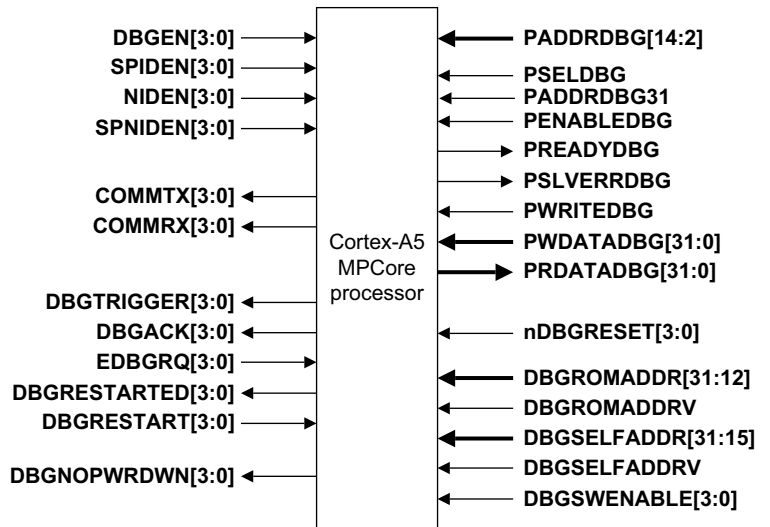 DBGEN[3:0]
SPIDEN[3:0]
NIDEN[3:0]
SPNIDEN[3:0]
COMMTX[3:0]
COMMRX[3:0]
DBGTRIGGER[3:0]
DBGACK[3:0]
EDBGRQ[3:0]
DBGRESTARTED[3:0]
DBGRESTART[3:0]
DBGNOPWRDWN[3:0]
Cortex-A5
MPCore
processor
PADDRDBG[14:2]
PSELDBG
PADDRDBG31
PENABLEDBG
PREADYDBG
PSLVERRDBG
PWRITEDBG
PWDATADBG[31:0]
PRDATADBG[31:0]
nDBGRESET[3:0]
DBGROMADDR[31:12]
DBGROMADDRV
DBGSELFADDR[31:15]
DBGSELFADDRV
DBGSWENABLE[3:0]